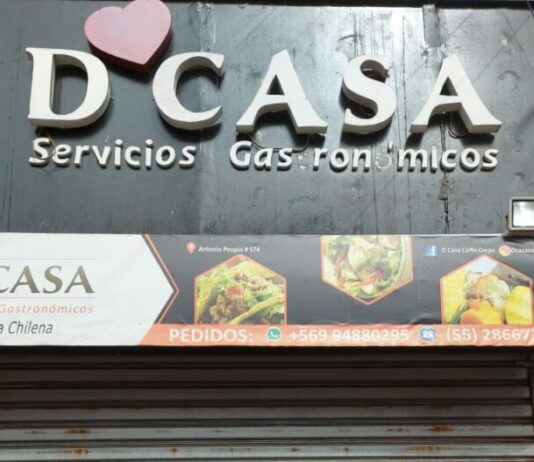 D CASA
Servicios Gastronómicos
CASA
Gastronómicos
a Chilena
Antonio Poupin # 974
D Casa Coffe Crepe
PEDIDOS: +569 94880295 (55) 28667